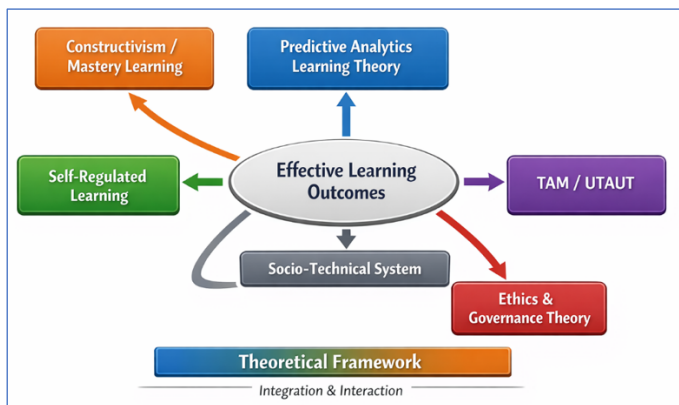 Constructivism /
Mastery Learning
Predictive Analytics
Learning Theory
Self-Regulated
Learning
Effective Learning
Outcomes
TAM / UTAUT
Socio-Technical System
Ethics &
Governance Theory
Theoretical Framework
Integration & Interaction